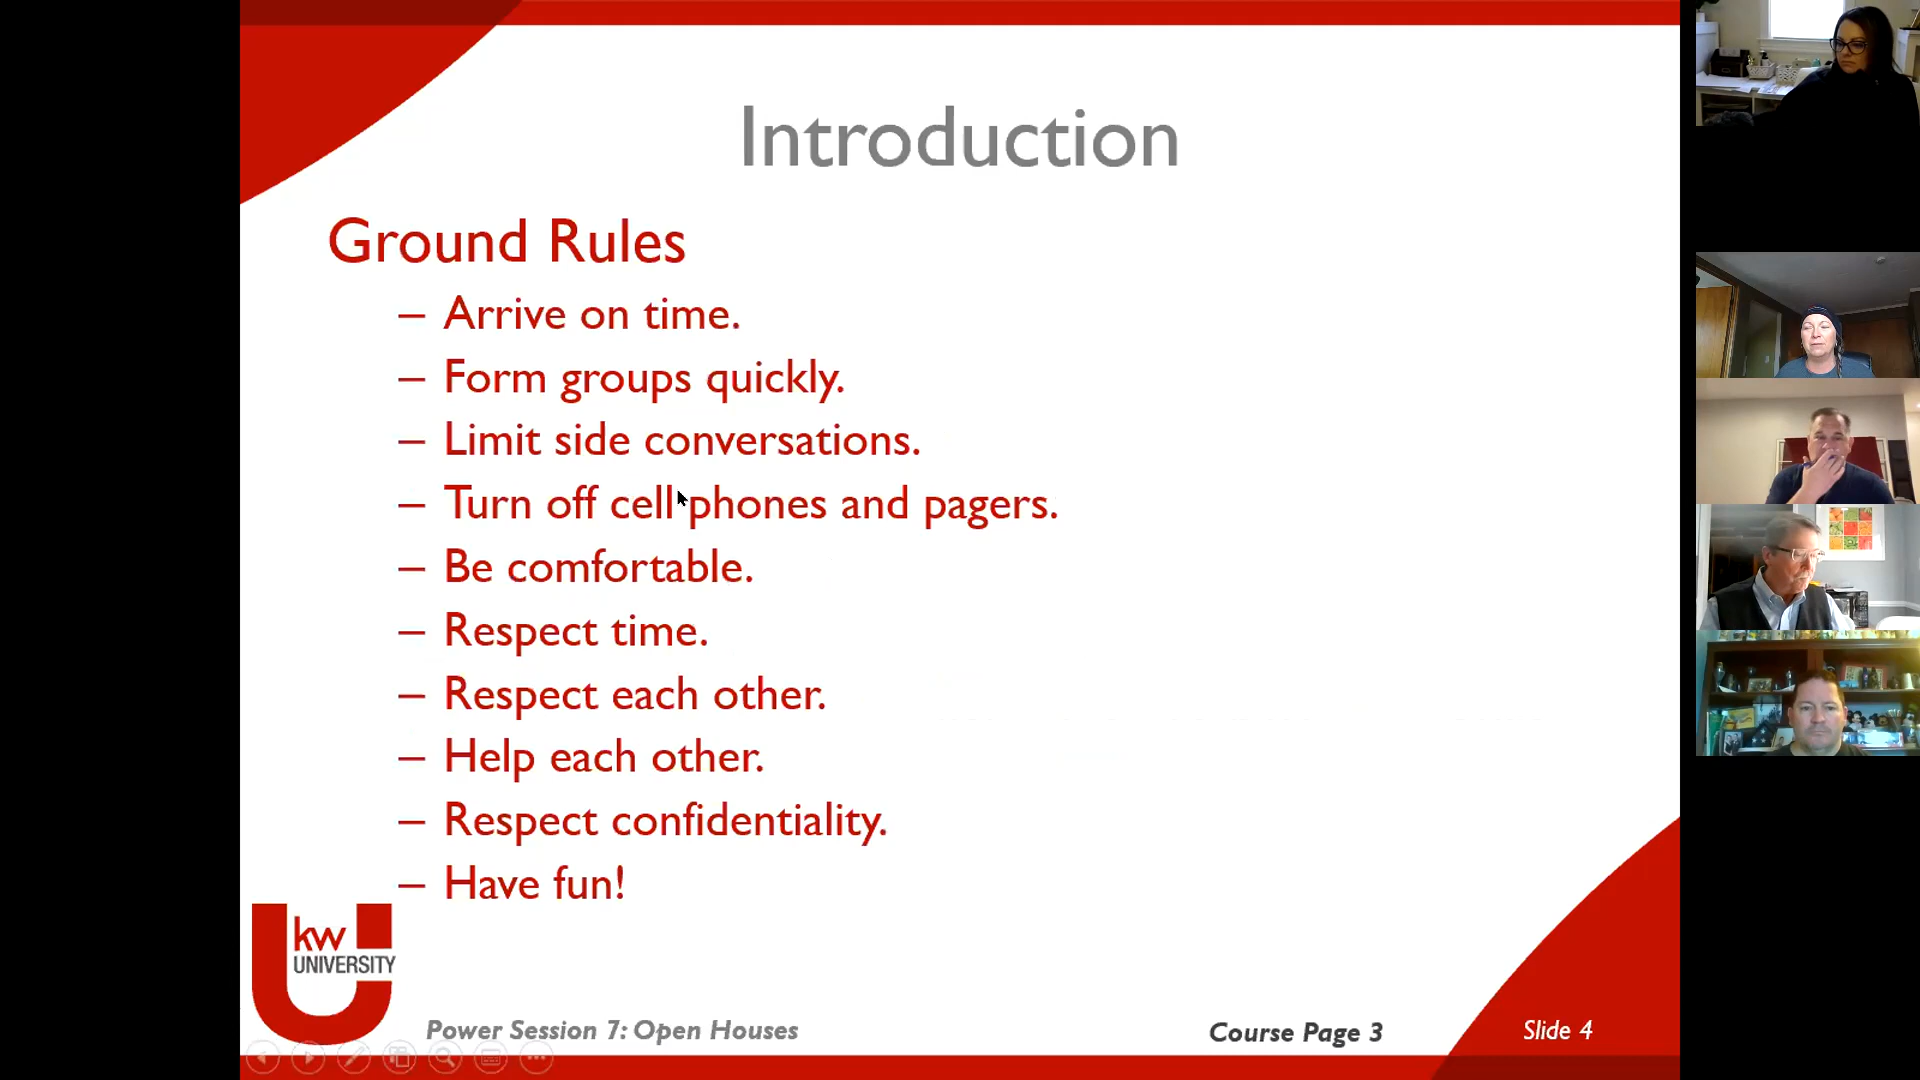 Introduction
Ground Rules
– Arrive on time.
– Form groups quickly.
– Limit side conversations.
– Turn off cell phones and pagers.
– Be comfortable.
– Respect time.
– Respect each other.
– Help each other.
– Respect confidentiality.
– Have fun!
kw
UNIVERSITY
Power Session 7: Open Houses
Course Page 3
Slide 4